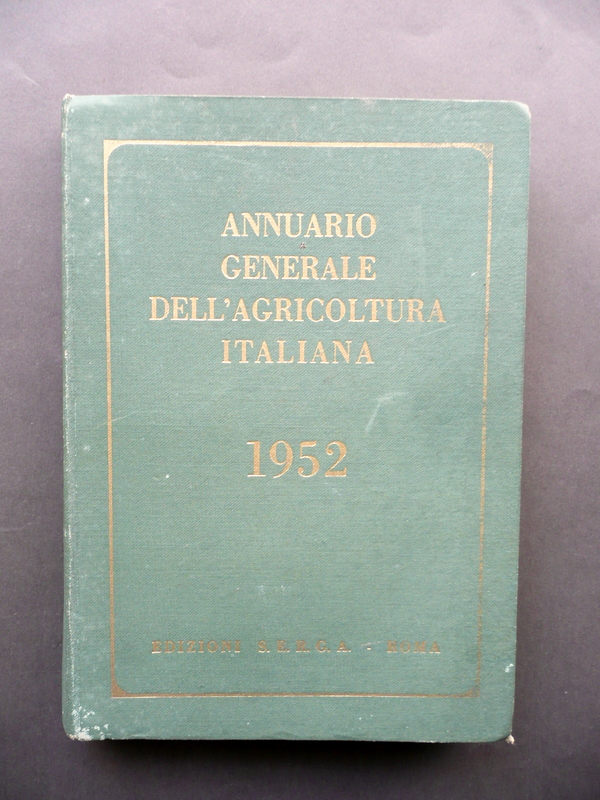 ANNUARIO
GENERALE
DELL'AGRICOLTURA
ITALIANA
1952
EDIZIONI S.E.R.C.A. - ROMA